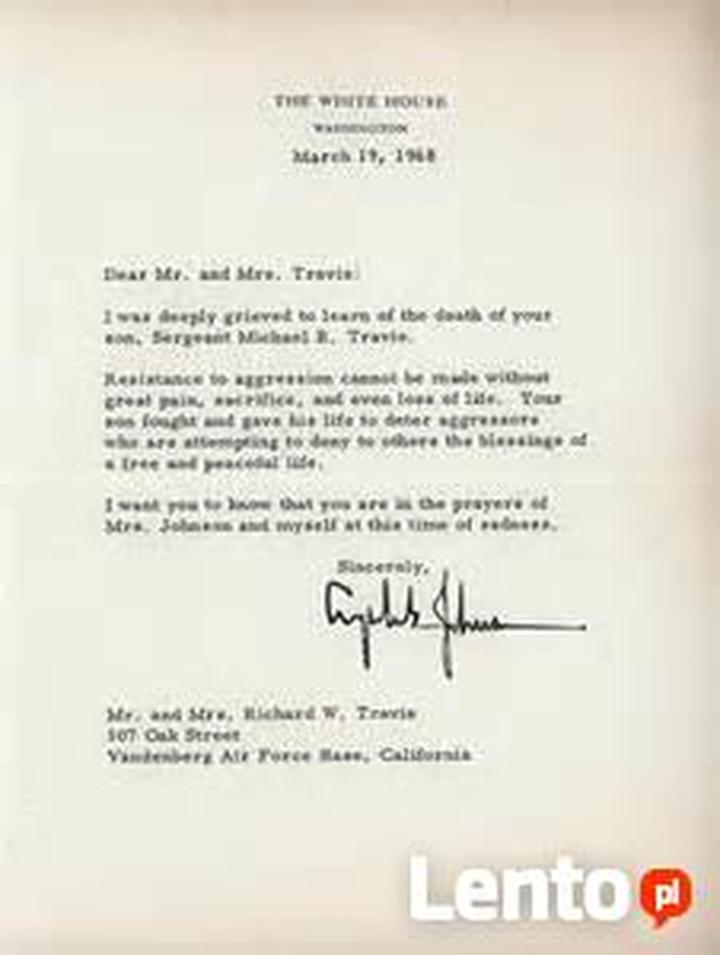 THE WHITE HOUSE
WASHINGTON
March 19, 1968
Dear Mr. and Mrs. Travis:
I was deeply grieved to learn of the death of your
son, Sergeant Michael R. Travis.
Resistance to aggression cannot be made without
great pain, sacrifice, and even loss of life. Your
son fought and gave his life to deter aggressors
who are attempting to deny to others the blessings of
a free and peaceful life.
I want you to know that you are in the prayers of
Mrs. Johnson and myself at this time of sadness.
Sincerely,
Mr. and Mrs. Richard W. Travis
507 Oak Street
Vandenberg Air Force Base, California
Lento pl